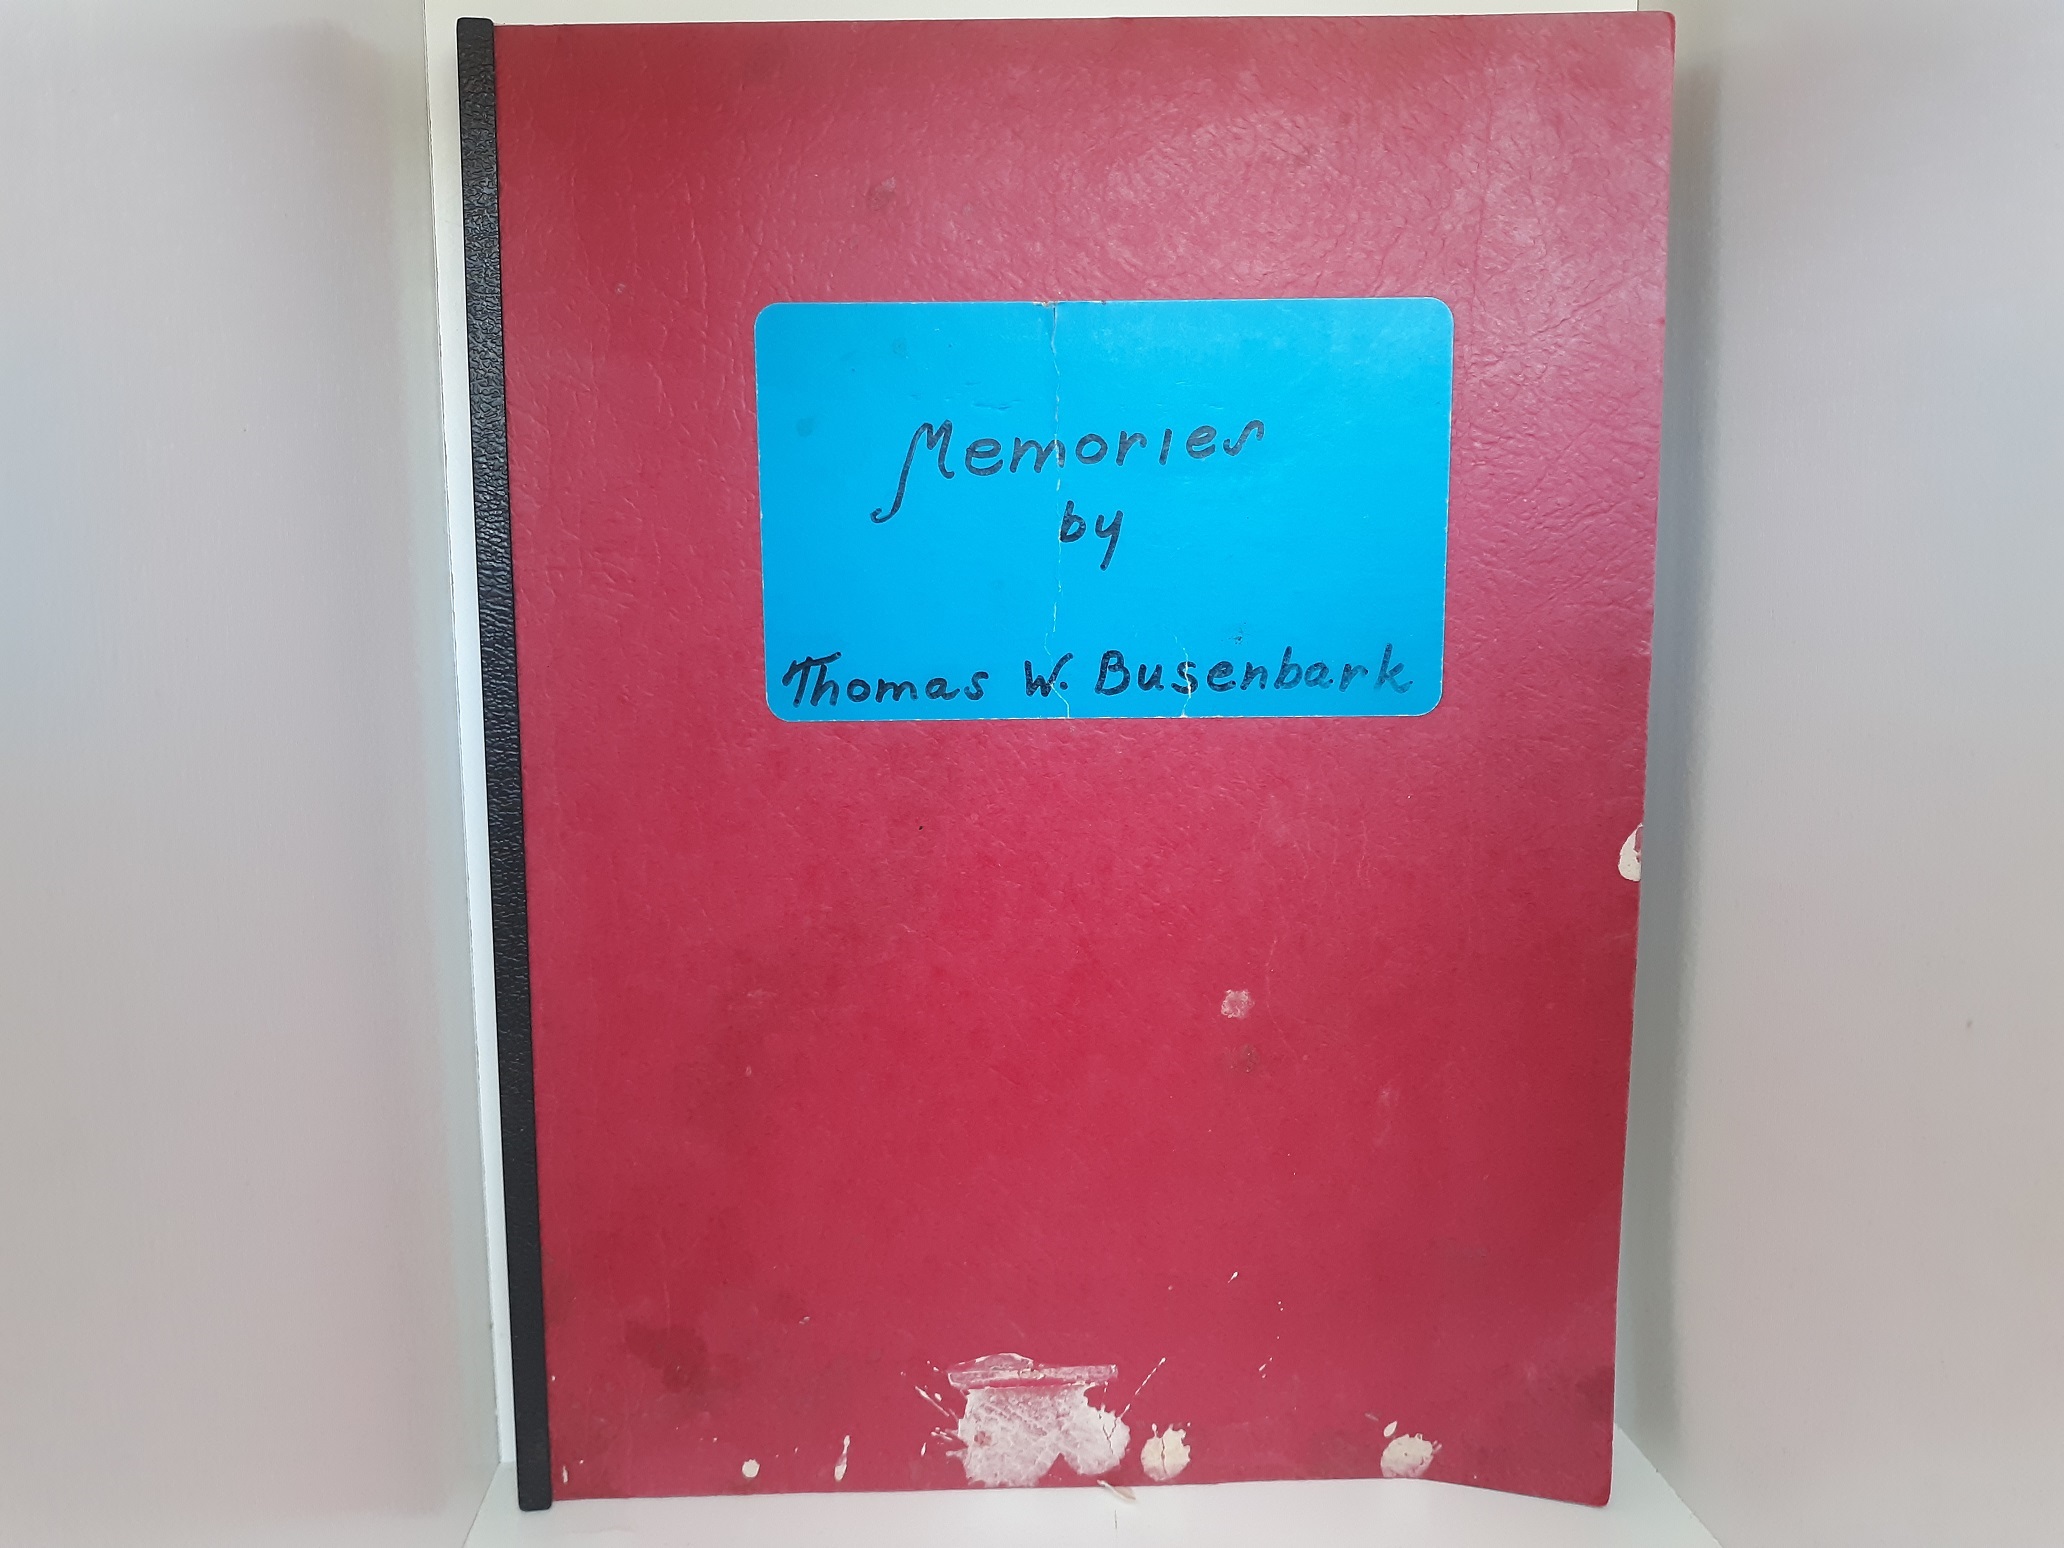 Memories
by
Thomas W. Busenbark